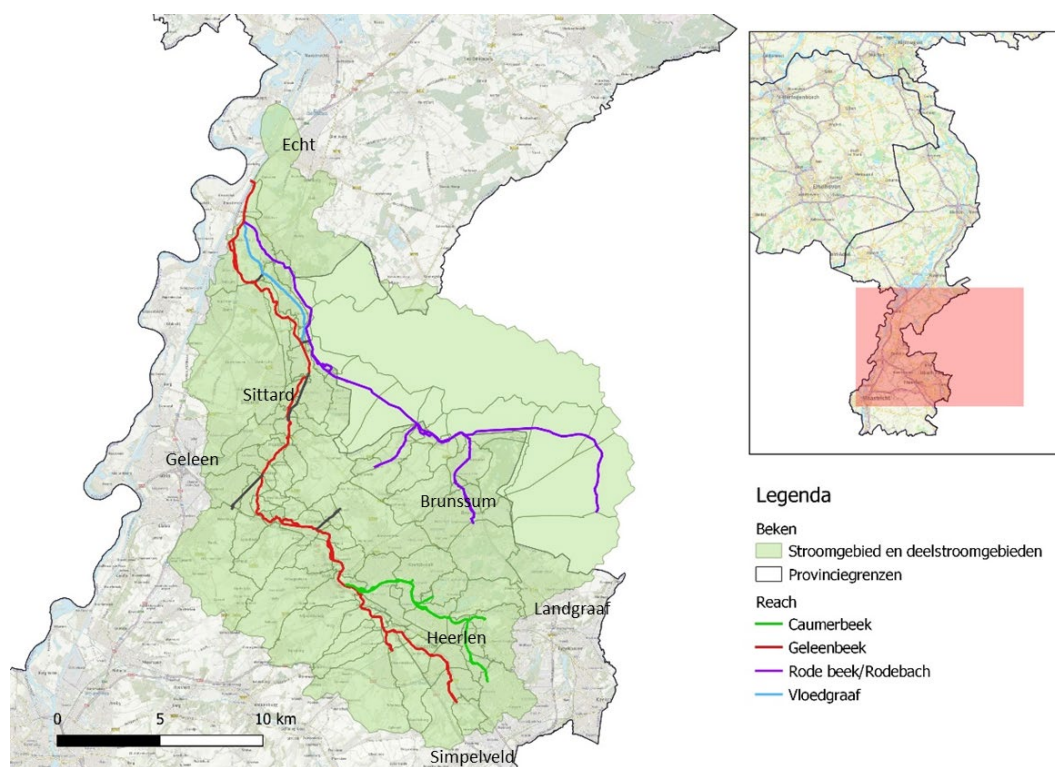 Echt
Sittard
Geleen
Brunssum
Landgraaf
Heerlen
Simpelveld
0 5 10 km
Legenda
Beken
Stroomgebied en deelstroomgebieden
Provinciegrenzen
Reach
Caumerbeek
Geleenbeek
Rode beek/Rodebach
Vloedgraaf